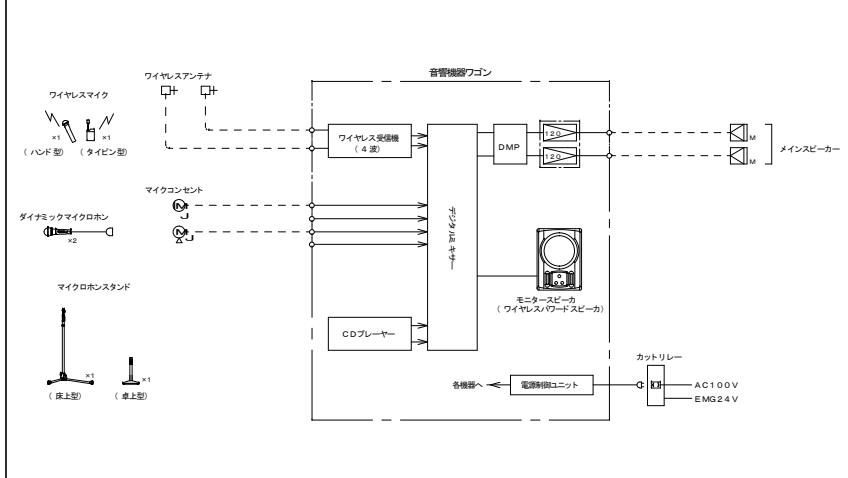 音響機器ワゴン
ワイヤレスアンテナ
ワイヤレスマイク
×1
×1
（ハンド型）
（タイピン型）
ワイヤレス受信機
（４波）
DMP
120
120
M
M
メインスピーカー
マイクコンセント
J
J
ダイナミックマイクロホン
×2
デジタルミキサー
モニタースピーカ
（ワイヤレスパワードスピーカ）
マイクロホンスタンド
×1
（床上型）
×1
（卓上型）
CDプレーヤー
カットリレー
各機器へ
電源制御ユニット
AC100V
EMG24V